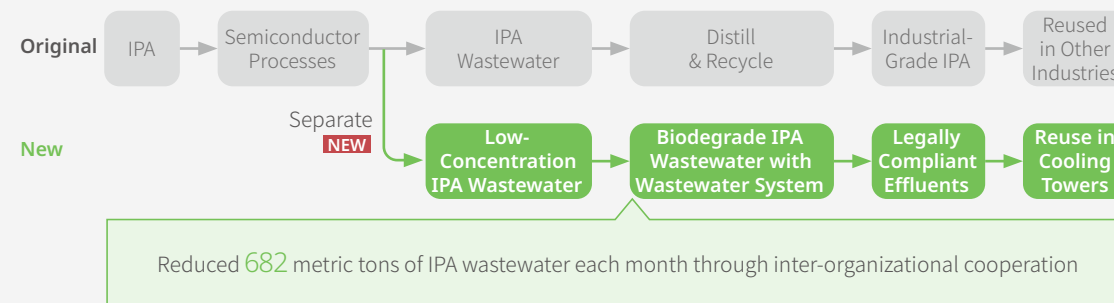 Original
IPA
Semiconductor
Processes
IPA
Wastewater
Distill
& Recycle
Industrial-
Grade IPA
Reused
in Other
Industries
Separate
NEW
New
Low-
Concentration
IPA Wastewater
Biodegrade IPA
Wastewater with
Wastewater System
Legally
Compliant
Effluents
Reuse in
Cooling
Towers
Reduced 682 metric tons of IPA wastewater each month through inter-organizational cooperation